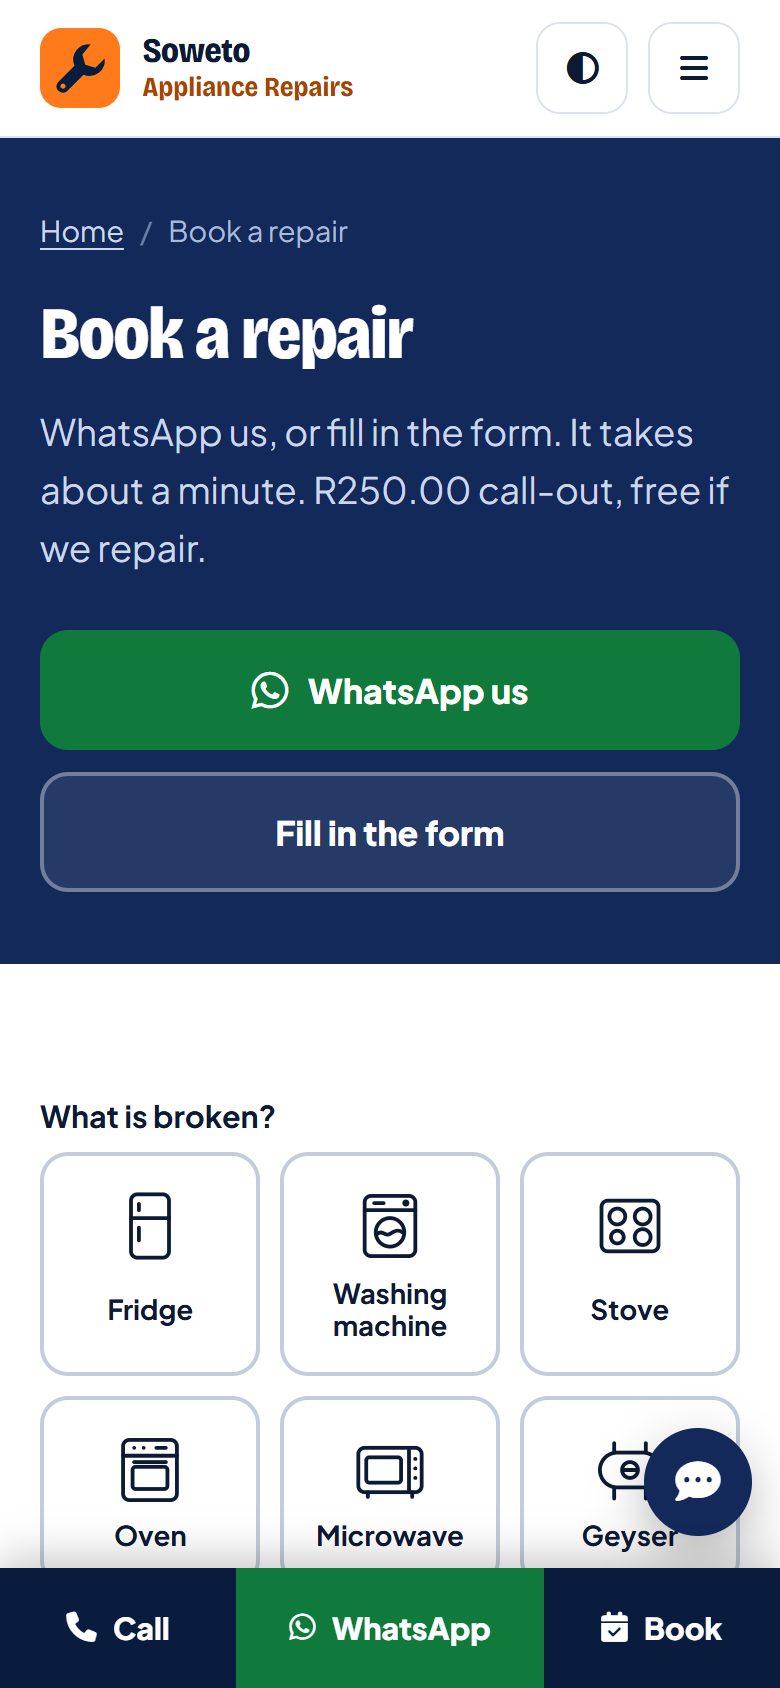 Soweto
Appliance Repairs
Home / Book a repair
Book a repair
WhatsApp us, or fill in the form. It takes
about a minute. R250.00 call-out, free if
we repair.
WhatsApp us
Fill in the form
What is broken?
Fridge
Washing
machine
Stove
Oven
Microwave
Geyser
Call
WhatsApp
Book